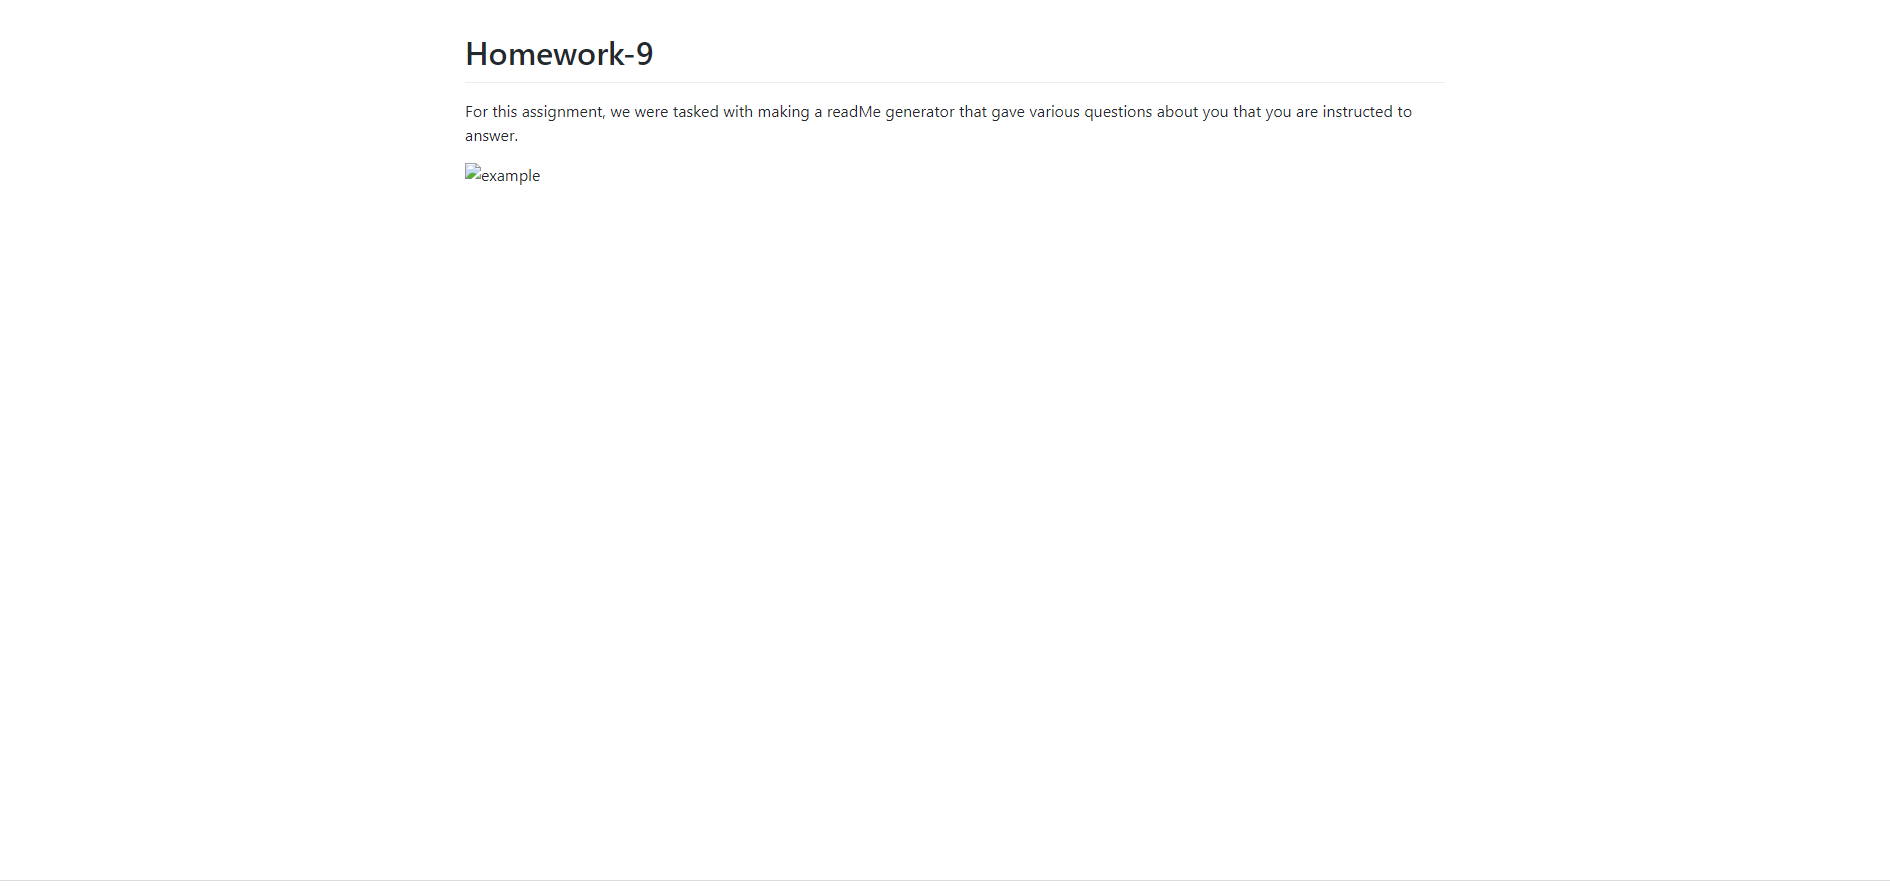 Homework-9
For this assignment, we were tasked with making a readMe generator that gave various questions about you that you are instructed to
answer.
example